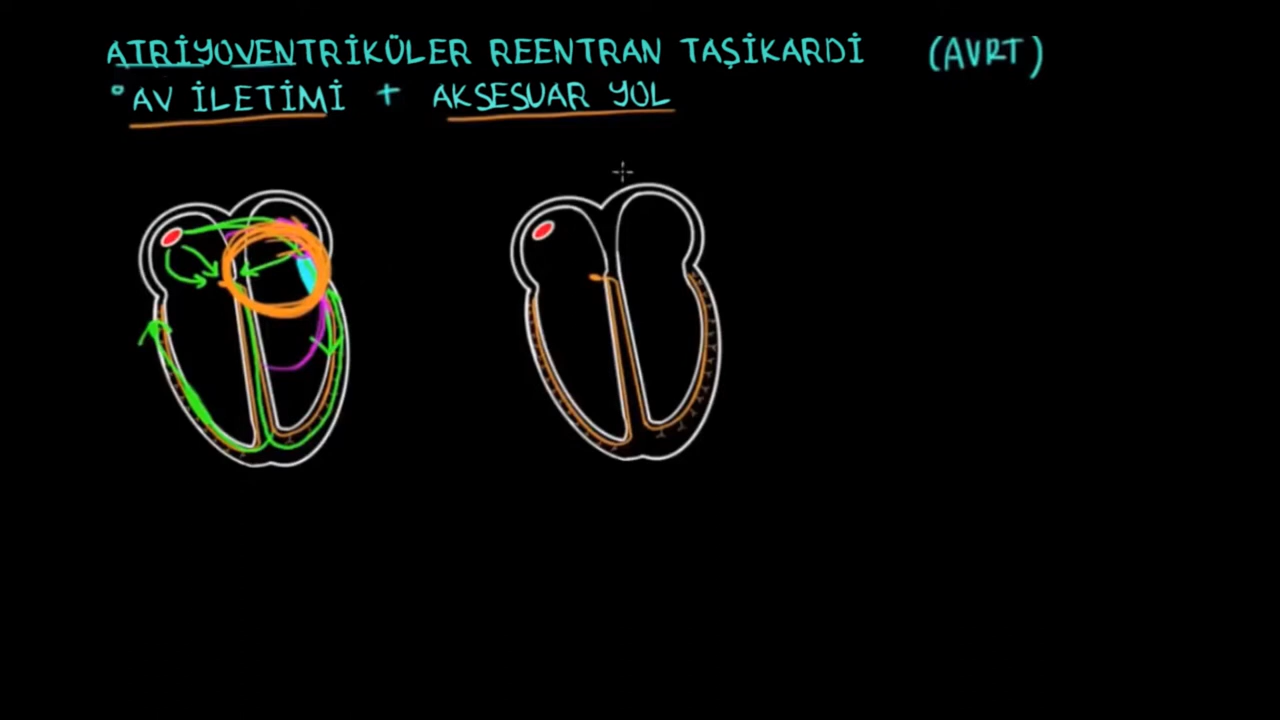 ATRİYOVENTRİKÜLER REENTRAN TAŞİKARDİ (AVRT)
° AV İLETİMİ + AKSESUAR YOL